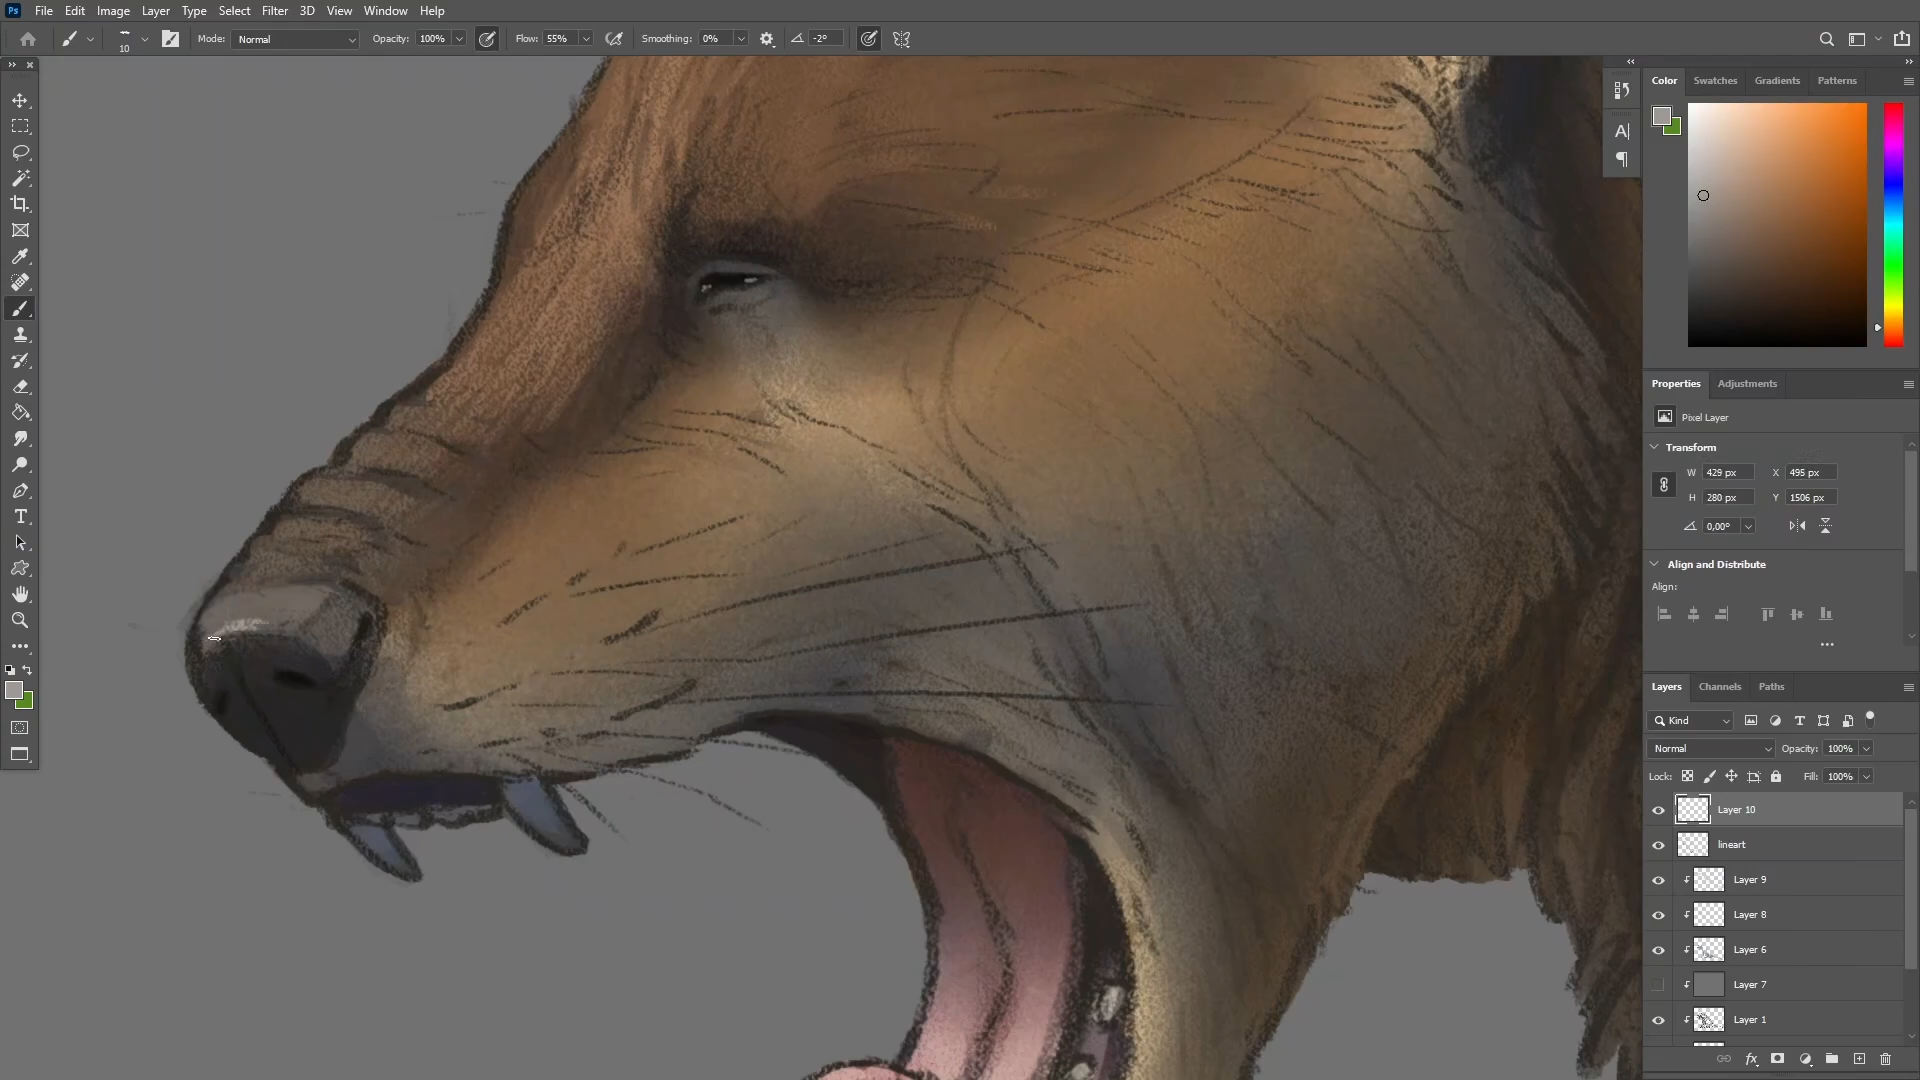 Ps File Edit Image Layer Type Select Filter 3D View Window Help
10 Mode: Normal Opacity: 100% Flow: 55% Smoothing: 0% -2°
Color Swatches Gradients Patterns
Properties Adjustments
Pixel Layer
Transform
W 429 px X 495 px
H 280 px Y 1506 px
0,00°
Align and Distribute
Align:
Layers Channels Paths
Kind
Normal Opacity: 100%
Lock: Fill: 100%
Layer 10
lineart
Layer 9
Layer 8
Layer 6
Layer 7
Layer 1